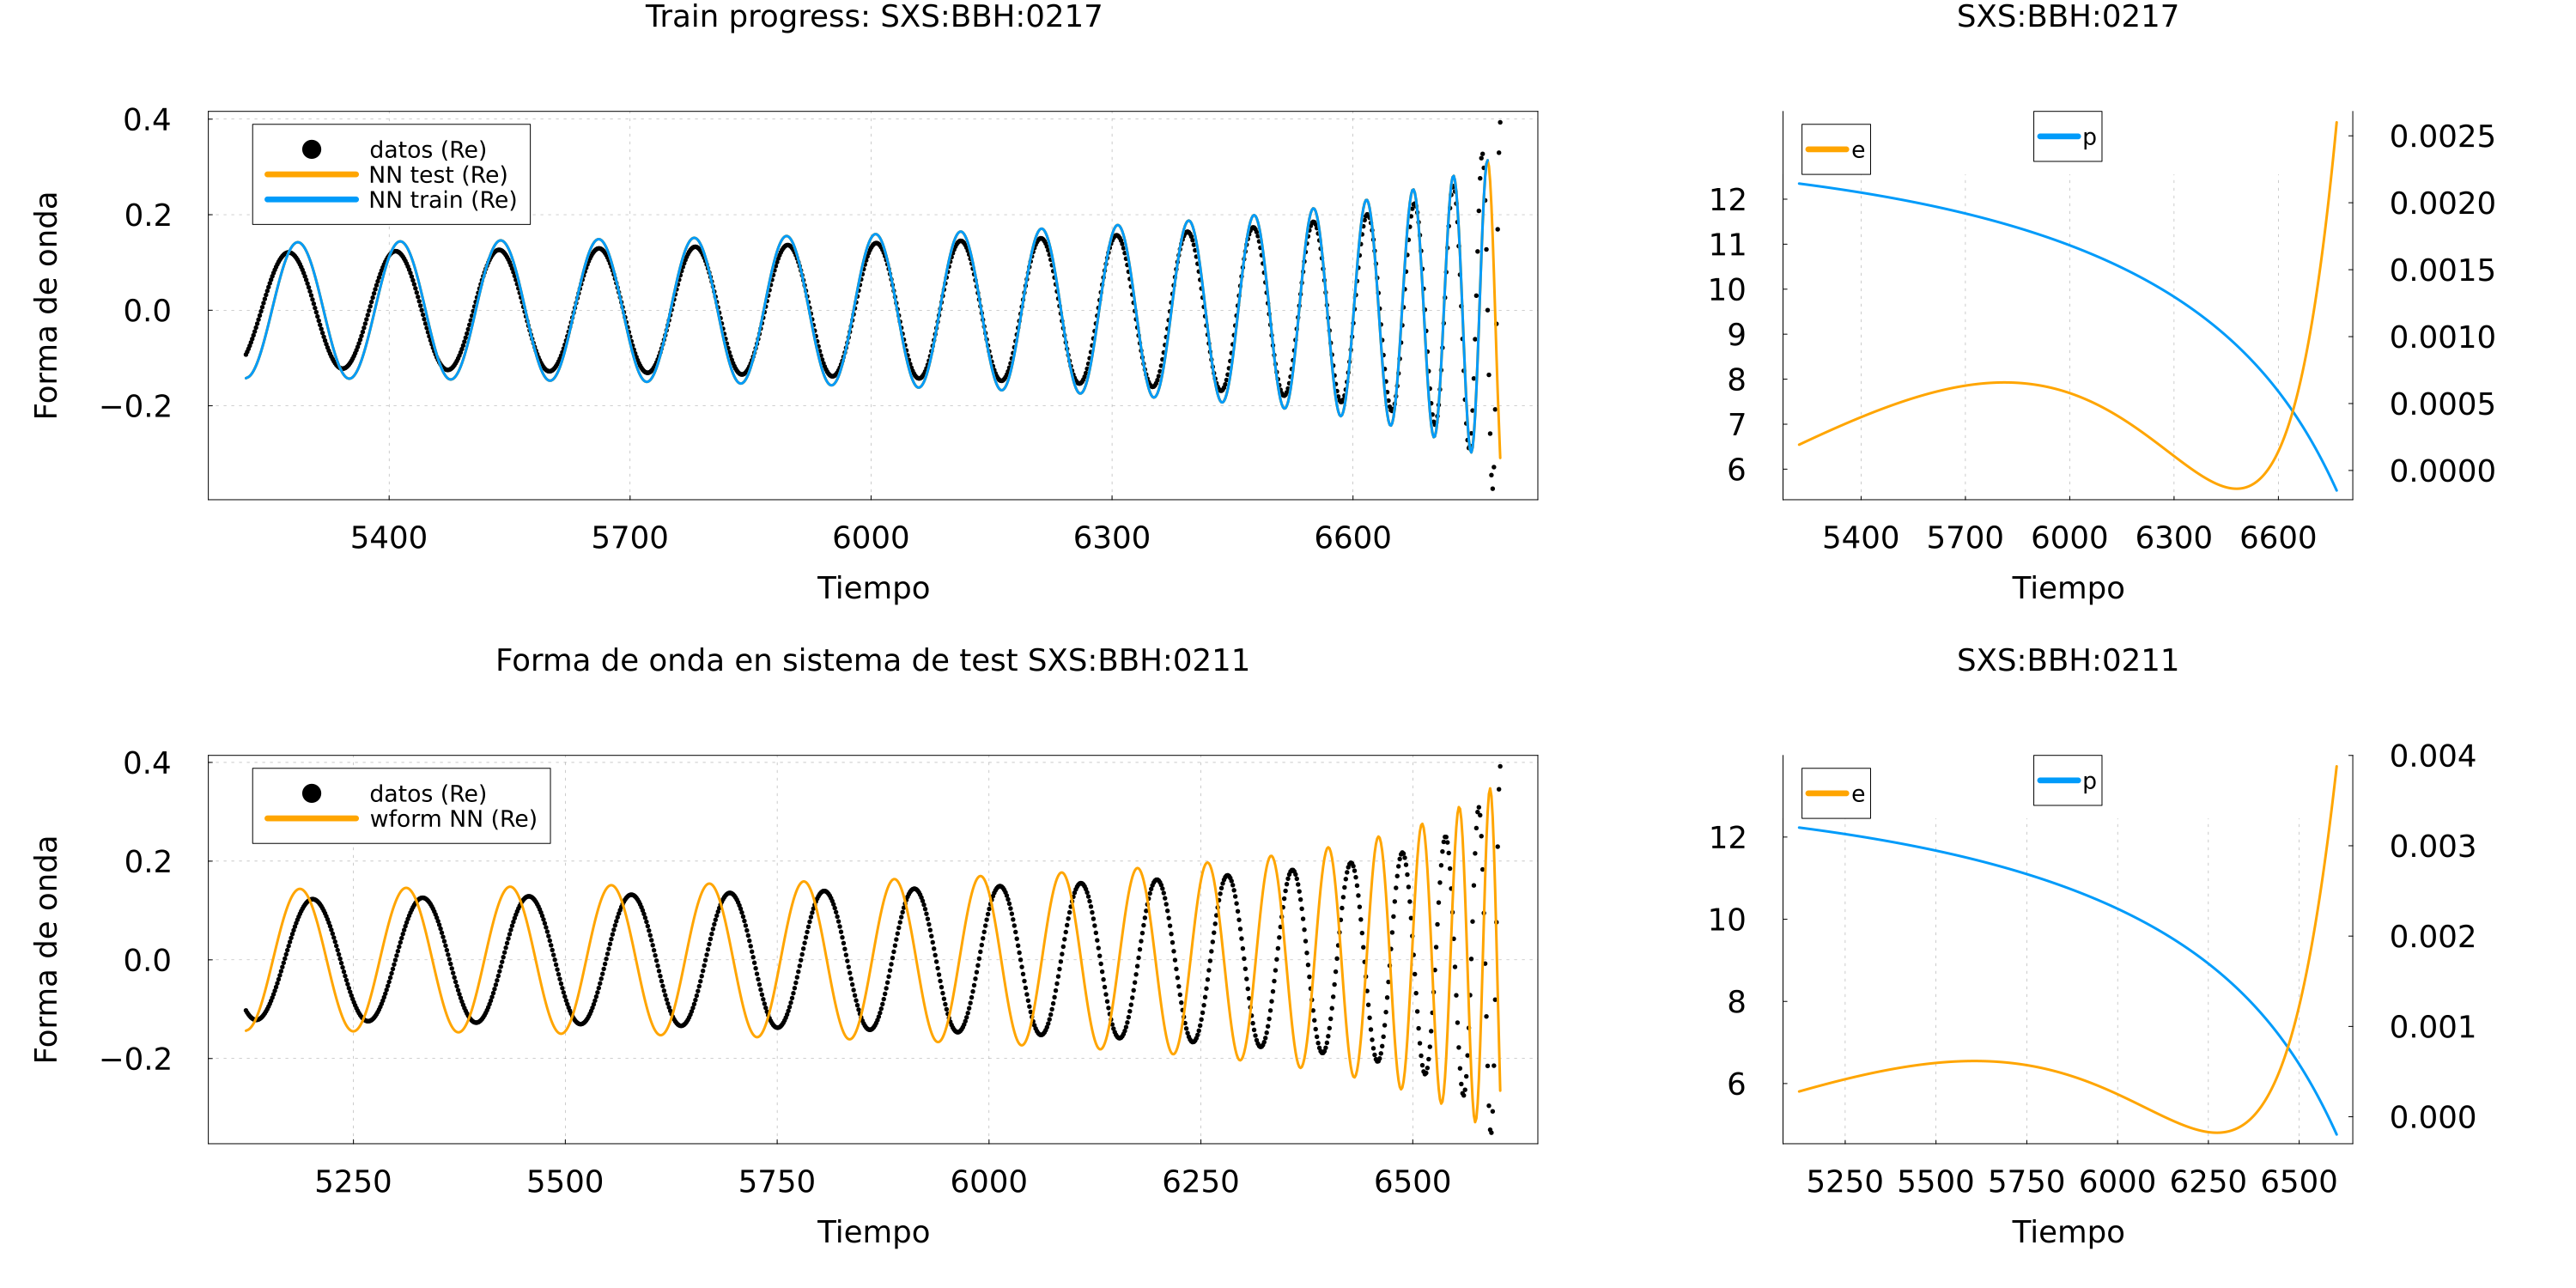 Train progress: SXS:BBH:0217
Forma de onda
0.4
0.2
0.0
−0.2
datos (Re)
NN test (Re)
NN train (Re)
5400 5700 6000 6300 6600
Tiempo
SXS:BBH:0217
12
11
10
9
8
7
6
e
p
0.0025
0.0020
0.0015
0.0010
0.0005
0.0000
5400 5700 6000 6300 6600
Tiempo
Forma de onda en sistema de test SXS:BBH:0211
Forma de onda
0.4
0.2
0.0
−0.2
datos (Re)
wform NN (Re)
5250 5500 5750 6000 6250 6500
Tiempo
SXS:BBH:0211
12
10
8
6
e
p
0.004
0.003
0.002
0.001
0.000
5250 5500 5750 6000 6250 6500
Tiempo